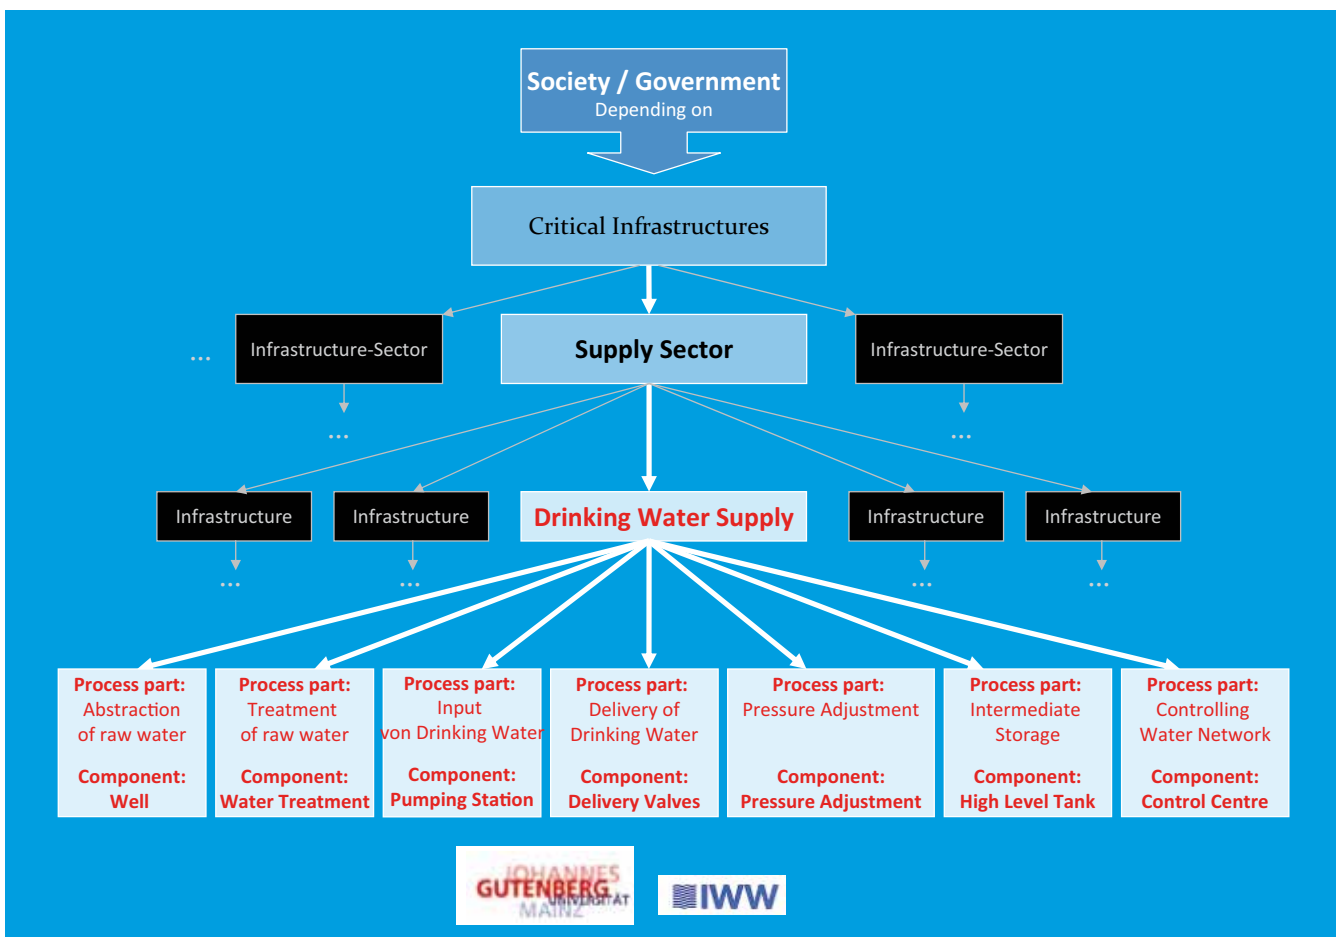 Society / Government
Depending on
Critical Infrastructures
...
Infrastructure-Sector
Supply Sector
Infrastructure-Sector
...
...
Infrastructure
Infrastructure
Drinking Water Supply
Infrastructure
Infrastructure
...
...
...
...
Process part:
Abstraction
of raw water
Component:
Well
Process part:
Treatment
of raw water
Component:
Water Treatment
Process part:
Input
von Drinking Water
Component:
Pumping Station
Process part:
Delivery of
Drinking Water
Component:
Delivery Valves
Process part:
Pressure Adjustment
Component:
Pressure Adjustment
Process part:
Intermediate
Storage
Component:
High Level Tank
Process part:
Controlling
Water Network
Component:
Control Centre
JOHANNES
GUTENBERG
UNIVERSITÄT
MAINZ
IWW